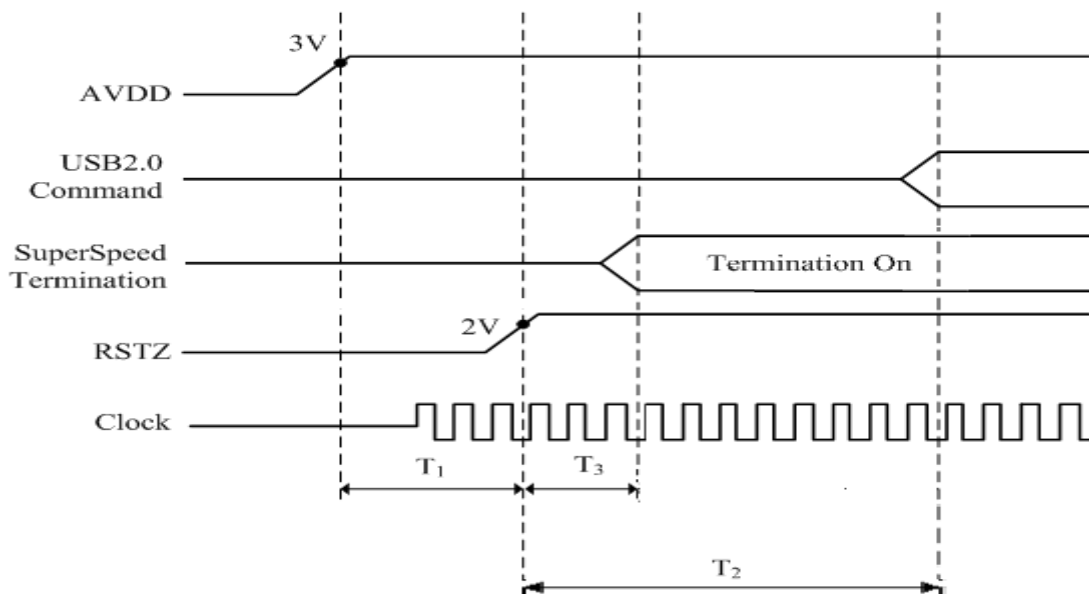 3V
AVDD
USB2.0
Command
SuperSpeed
Termination
Termination On
2V
RSTZ
Clock
T₁
T₃
T₂